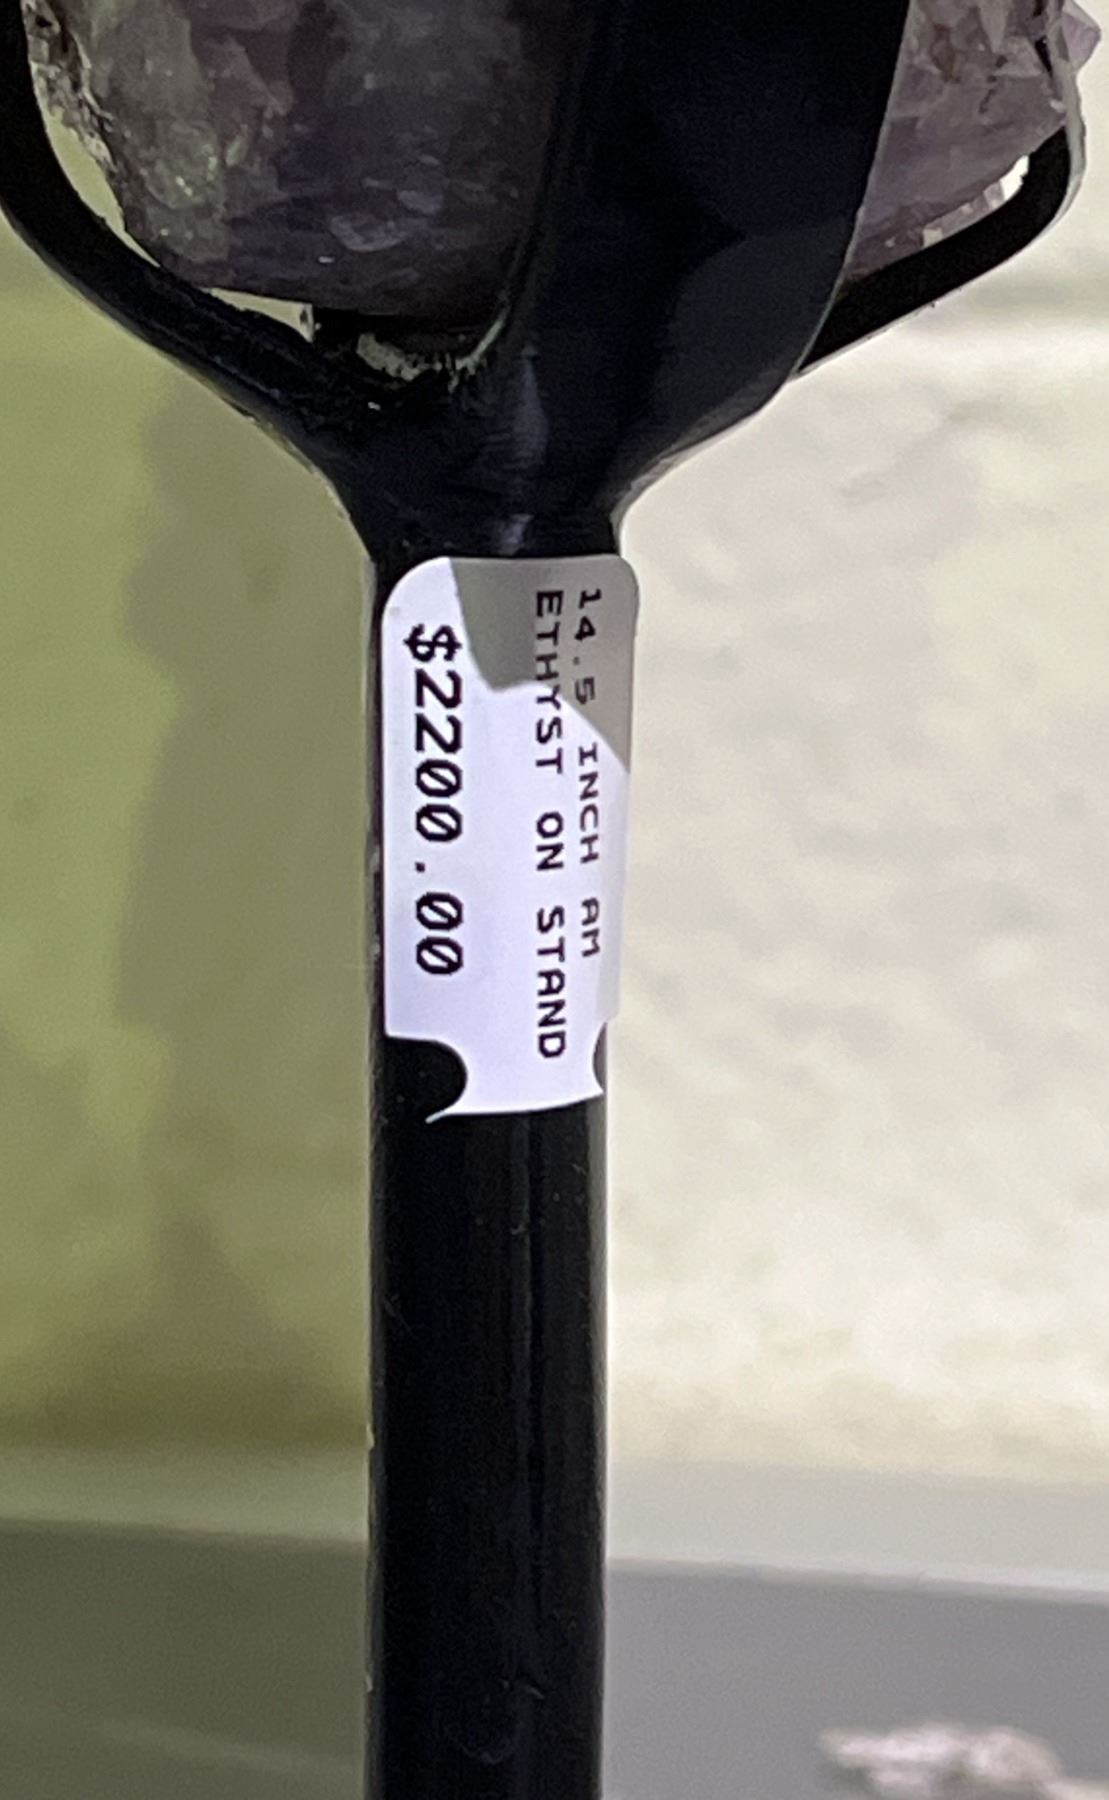 14.5 INCH AM
ETHYST ON STAND
$2200.00